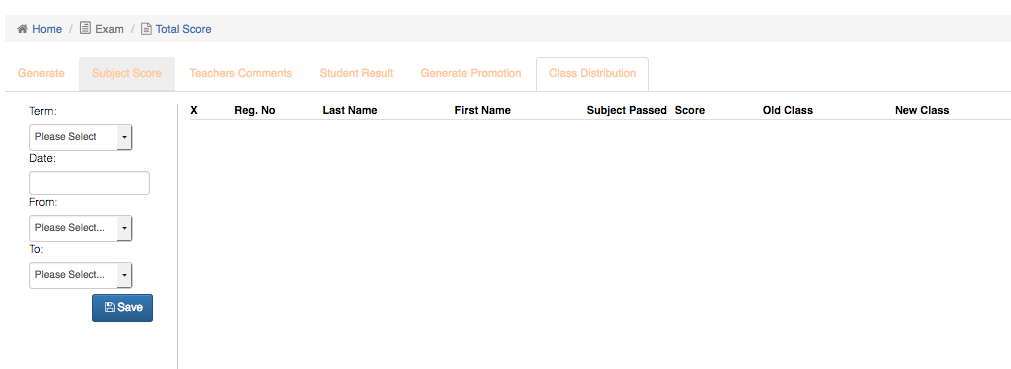 Home / Exam / Total Score
Generate Subject Score Teachers Comments Student Result Generate Promotion Class Distribution
Term:
Please Select
Date:
From:
Please Select...
To:
Please Select...
Save
X Reg. No Last Name First Name Subject Passed Score Old Class New Class